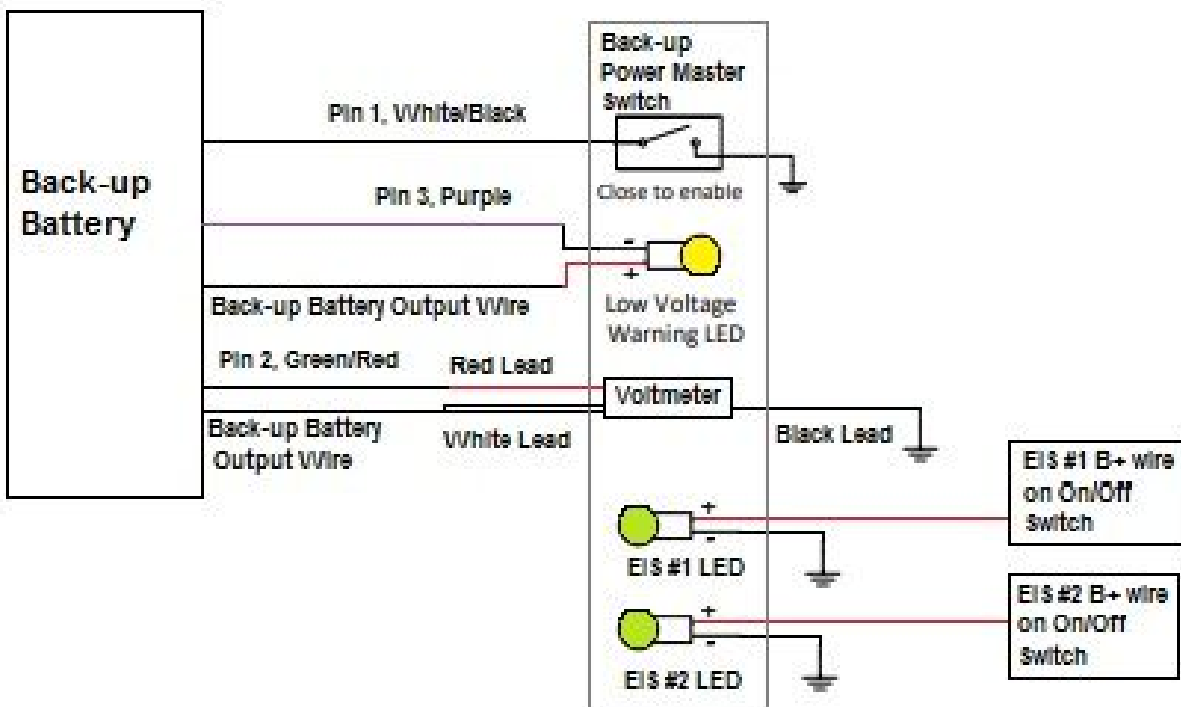 Back-up
Power Master
Switch
Pin 1, White/Black
Back-up
Battery
Close to enable
Pin 3, Purple
-
+
Back-up Battery Output Wire
Low Voltage
Warning LED
Pin 2, Green/Red
Red Lead
Voltmeter
Back-up Battery
Output Wire
White Lead
Black Lead
EIS #1 B+ wire
on On/Off
Switch
+
-
EIS #1 LED
EIS #2 B+ wire
on On/Off
Switch
+
-
EIS #2 LED